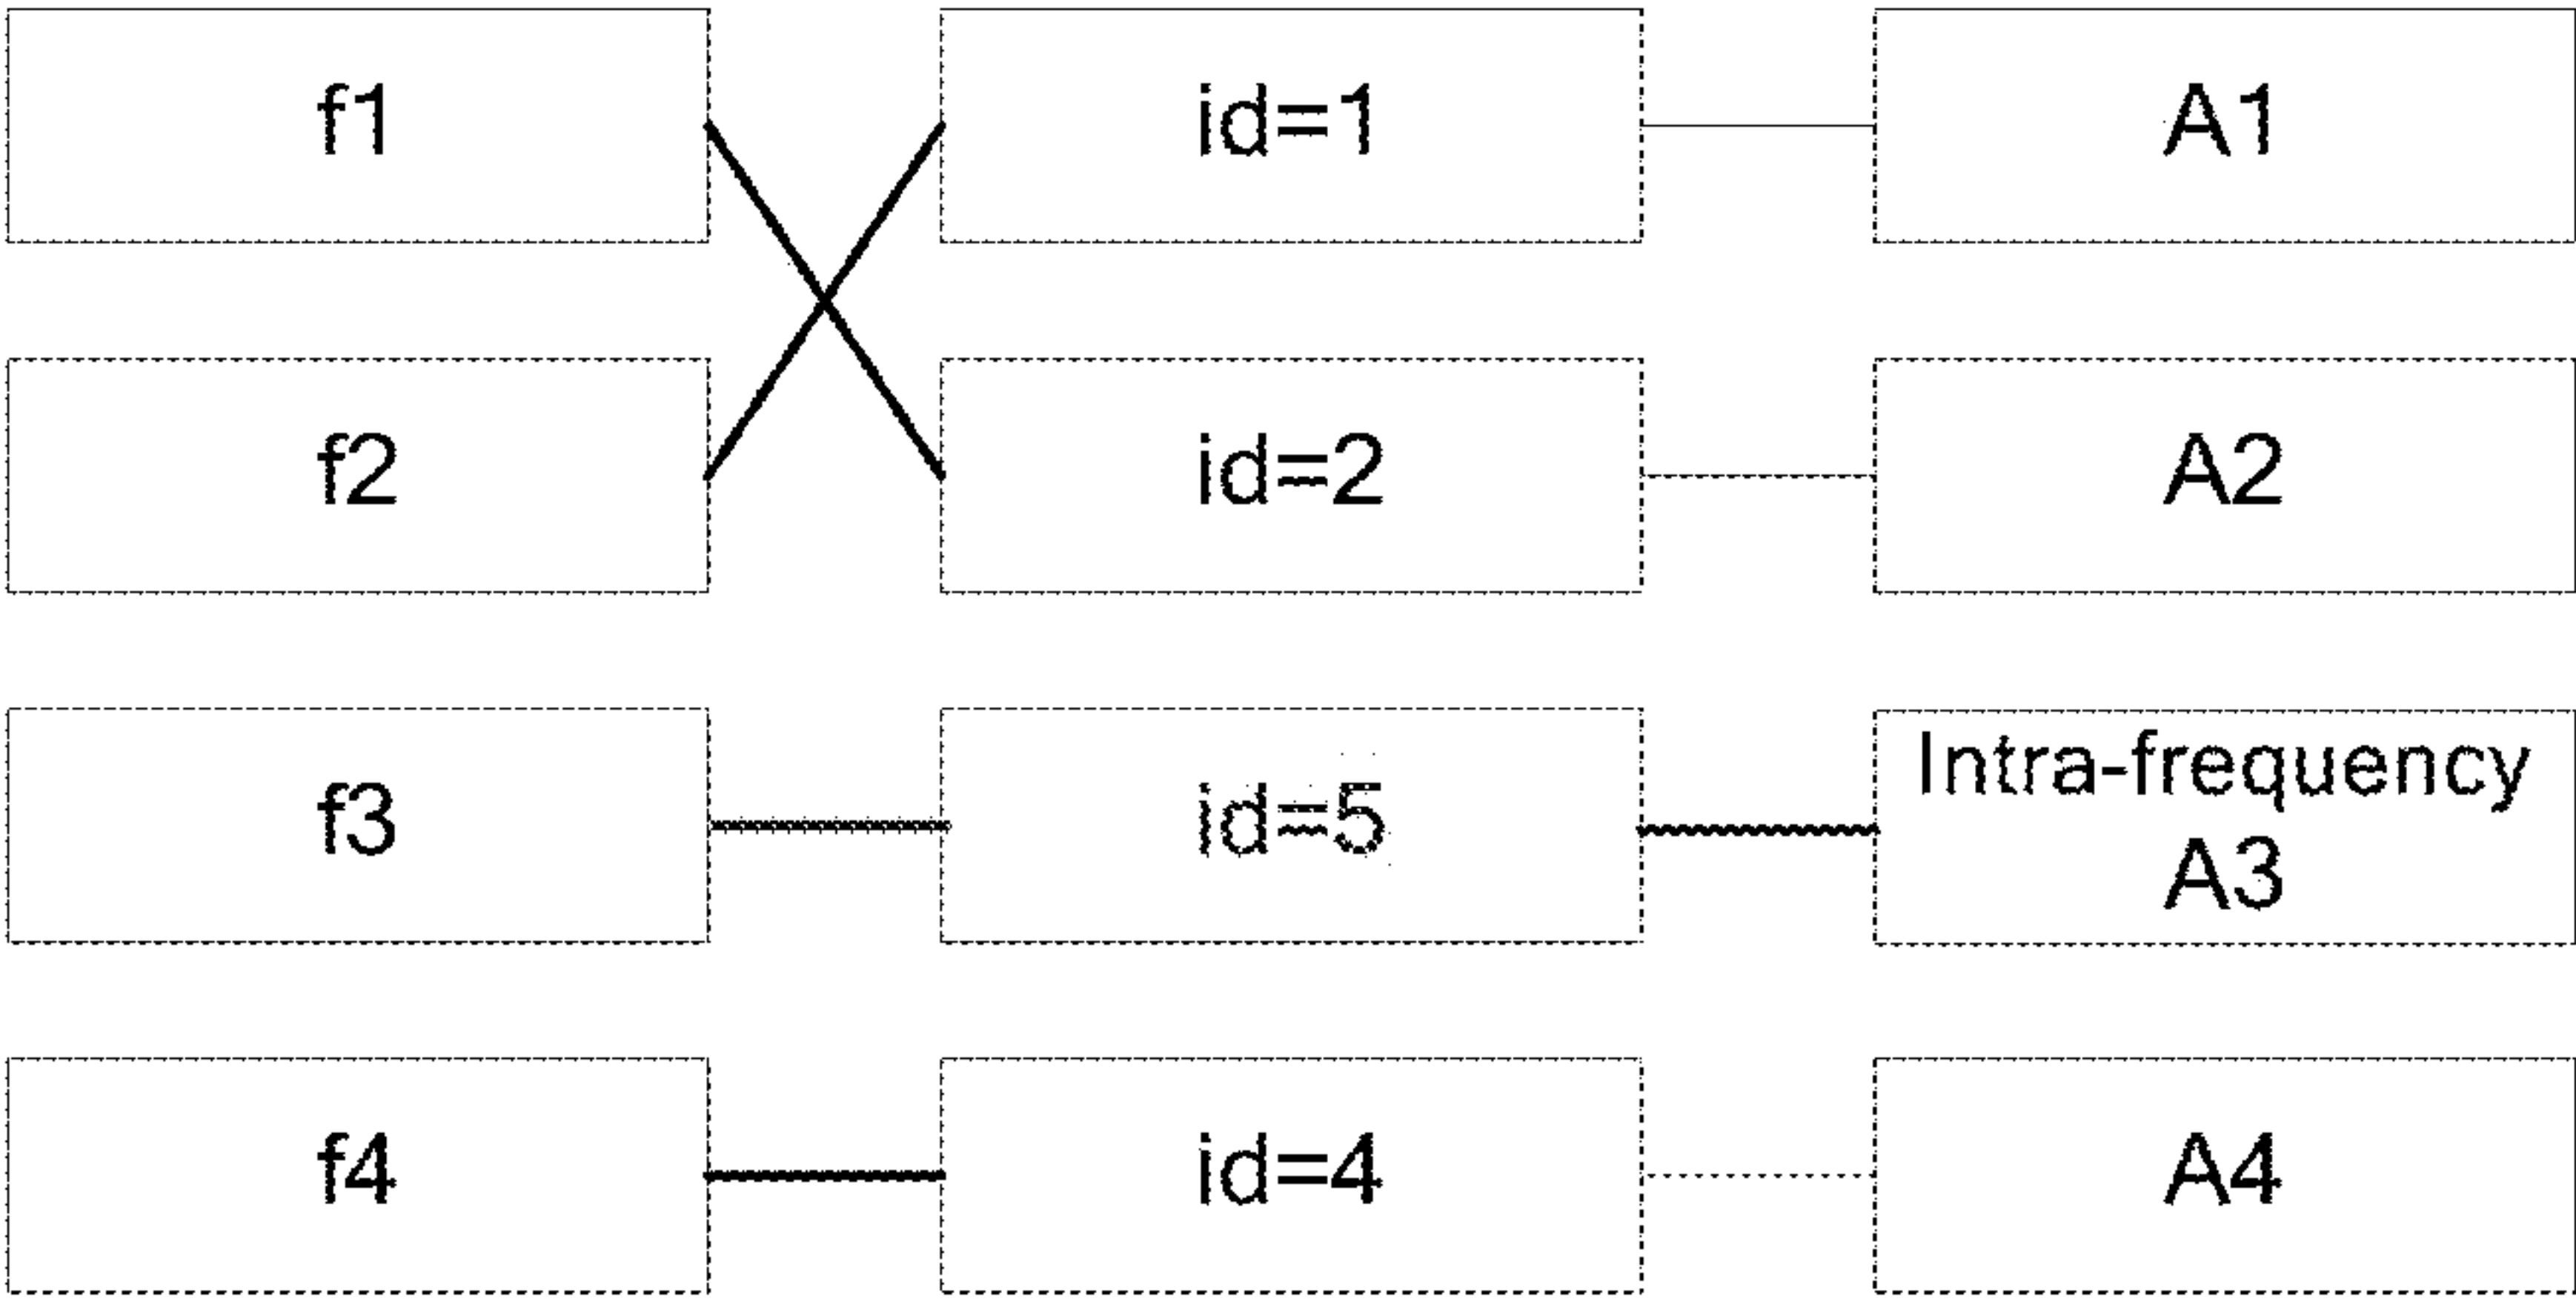 f1
id=1
A1
f2
id=2
A2
f3
id=5
Intra-frequency
A3
f4
id=4
A4